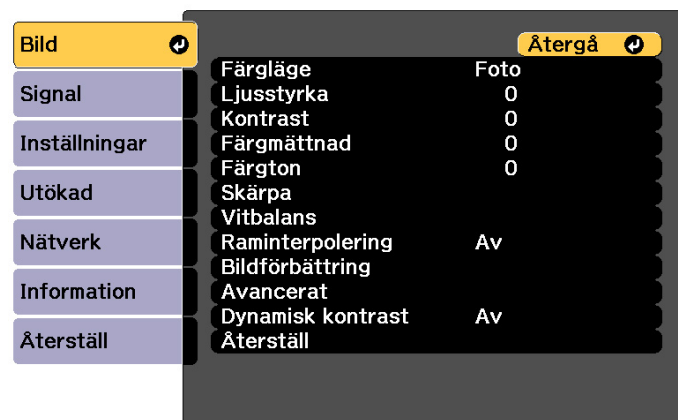 Bild
Signal
Inställningar
Utökad
Nätverk
Information
Återställ
Återgå
Färgläge Foto
Ljusstyrka 0
Kontrast 0
Färgmättnad 0
Färgton 0
Skärpa
Vitbalans
Raminterpolering Av
Bildförbättring
Avancerat
Dynamisk kontrast Av
Återställ